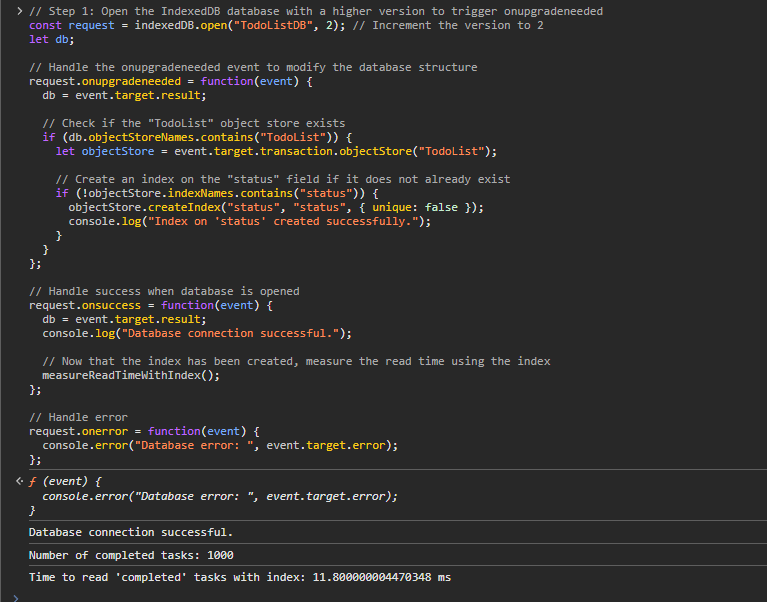 > // Step 1: Open the IndexedDB database with a higher version to trigger onupgradeneeded
const request = indexedDB.open("TodoListDB", 2); // Increment the version to 2
let db;

// Handle the onupgradeneeded event to modify the database structure
request.onupgradeneeded = function(event) {
  db = event.target.result;

  // Check if the "TodoList" object store exists
  if (db.objectStoreNames.contains("TodoList")) {
    let objectStore = event.target.transaction.objectStore("TodoList");

    // Create an index on the "status" field if it does not already exist
    if (!objectStore.indexNames.contains("status")) {
      objectStore.createIndex("status", "status", { unique: false });
      console.log("Index on 'status' created successfully.");
    }
  }
};

// Handle success when database is opened
request.onsuccess = function(event) {
  db = event.target.result;
  console.log("Database connection successful.");

  // Now that the index has been created, measure the read time using the index
  measureReadTimeWithIndex();
};

// Handle error
request.onerror = function(event) {
  console.error("Database error: ", event.target.error);
};
ƒ (event) {
  console.error("Database error: ", event.target.error);
}
Database connection successful.
Number of completed tasks: 1000
Time to read 'completed' tasks with index: 11.800000004470348 ms
>